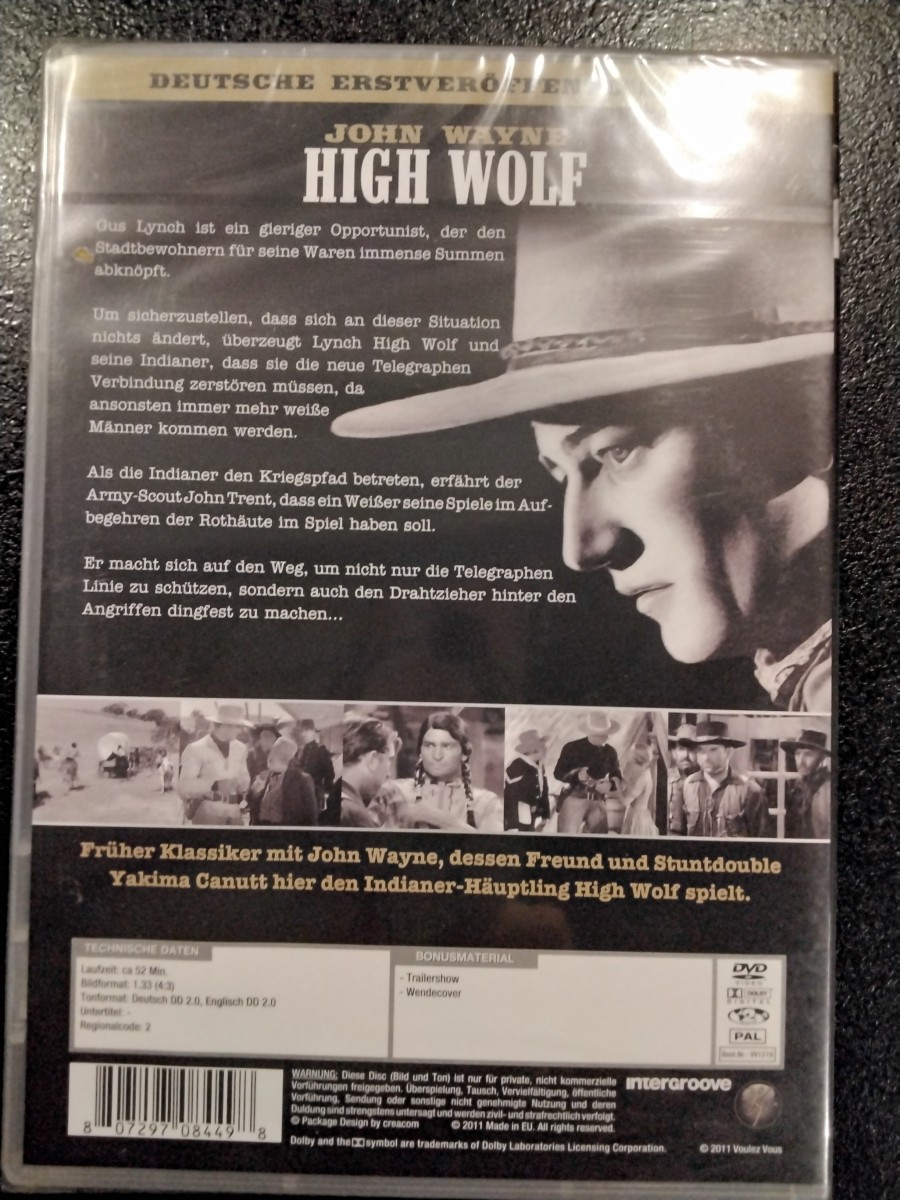 DEUTSCHE ERSTVERÖFFEN
JOHN WAYNE
HIGH WOLF
Gus Lynch ist ein gieriger Opportunist, der den
Stadtbewohnern für seine Waren immense Summen
abknöpft.
Um sicherzustellen, dass sich an dieser Situation
nichts ändert, überzeugt Lynch High Wolf und
seine Indianer, dass sie die neue Telegraphen
Verbindung zerstören müssen, da
ansonsten immer mehr weiße
Männer kommen werden.
Als die Indianer den Kriegspfad betreten, erfährt der
Army-Scout John Trent, dass ein Weißer seine Spiele im Auf-
begehren der Rothäute im Spiel haben soll.
Er macht sich auf den Weg, um nicht nur die Telegraphen
Linie zu schützen, sondern auch den Drahtzieher hinter den
Angriffen dingfest zu machen...
Früher Klassiker mit John Wayne, dessen Freund und Stuntdouble
Yakima Canutt hier den Indianer-Häuptling High Wolf spielt.
TECHNISCHE DATEN
Laufzeit: ca 52 Min.
Bildformat: 1.33 (4:3)
Tonformat: Deutsch DD 2.0, Englisch DD 2.0
Untertitel: -
Regionalcode: 2
BONUSMATERIAL
- Trailershow
- Wendecover
DVD
VIDEO
DOLBY
DIGITAL
2
PAL
8 07297 08449 8
WARNUNG: Diese Disc (Bild und Ton) ist nur für private, nicht kommerzielle
Vorführungen freigegeben. Überspielung, Tausch, Vervielfältigung, öffentliche
Vorführung, Sendung oder sonstige nicht genehmigte Nutzung und deren
Duldung sind strengstens untersagt und werden zivil- und strafrechtlich verfolgt.
© Package Design by creacom © 2011 Made in EU. All rights reserved.
Dolby and the symbol are trademarks of Dolby Laboratories Licensing Corporation.
intergroove
© 2011 Voulez Vous